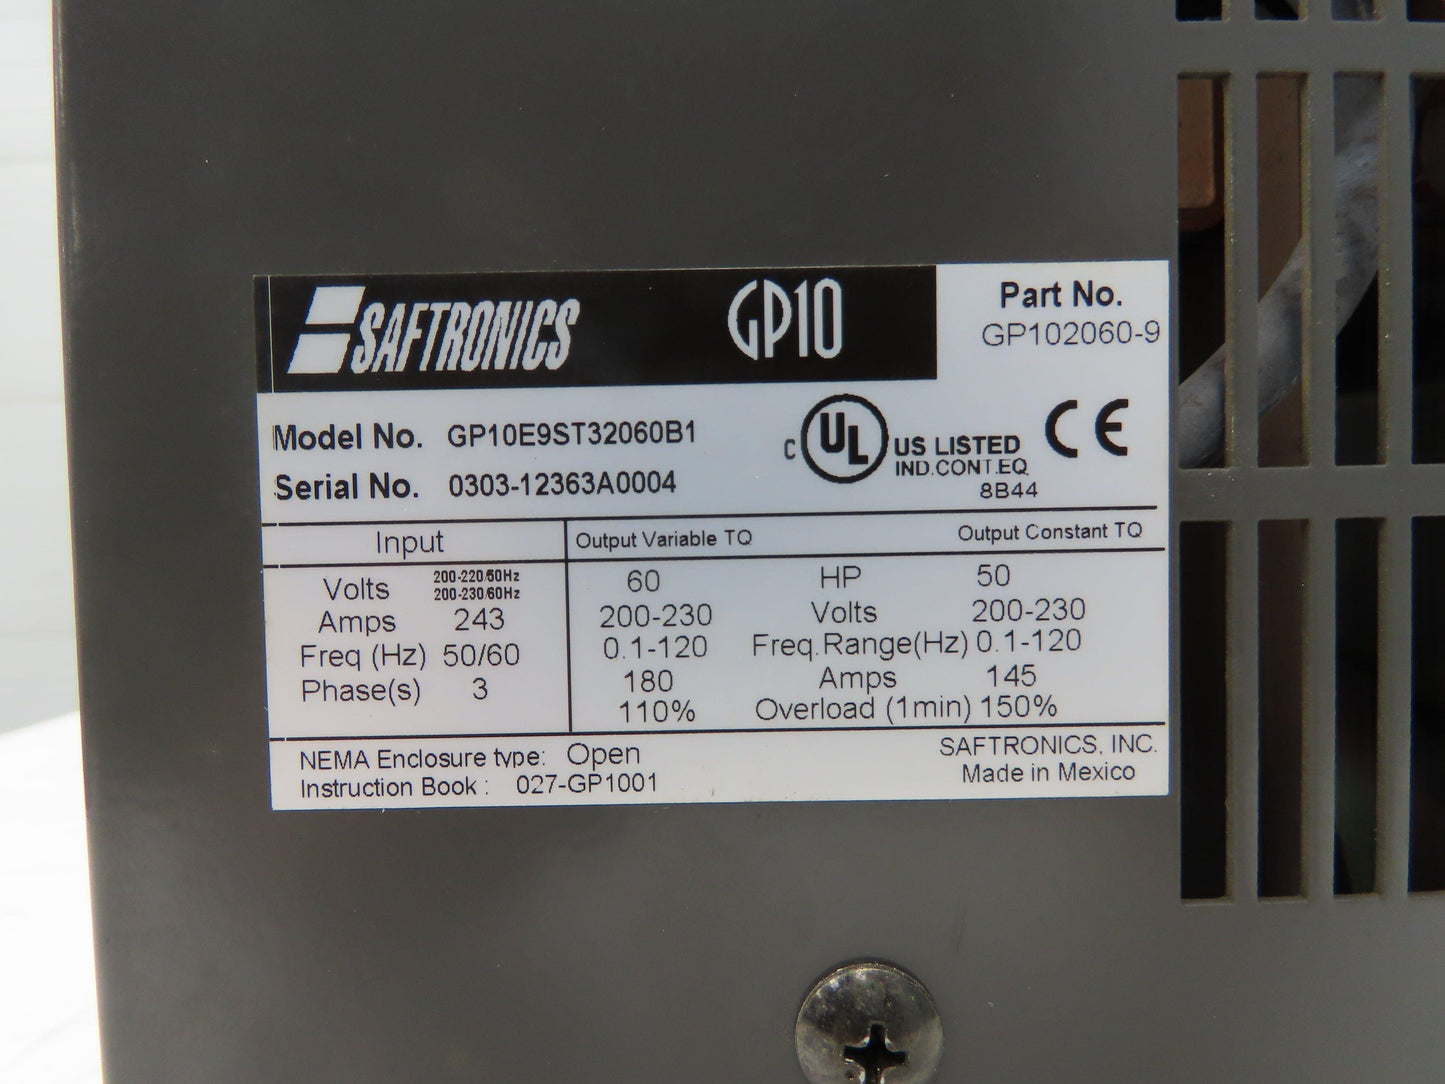 SAFTRONICS GP10
Part No.
GP102060-9
Model No. GP10E9ST32060B1
Serial No. 0303-12363A0004
C UL US LISTED
IND.CONT.EQ.
8B44
CE
Input Output Variable TQ Output Constant TQ
Volts 200-220/50Hz 60 HP 50
200-230/60Hz
Amps 243 200-230 Volts 200-230
Freq (Hz) 50/60 0.1-120 Freq.Range(Hz) 0.1-120
Phase(s) 3 180 Amps 145
110% Overload (1min) 150%
NEMA Enclosure type: Open SAFTRONICS, INC.
Instruction Book : 027-GP1001 Made in Mexico